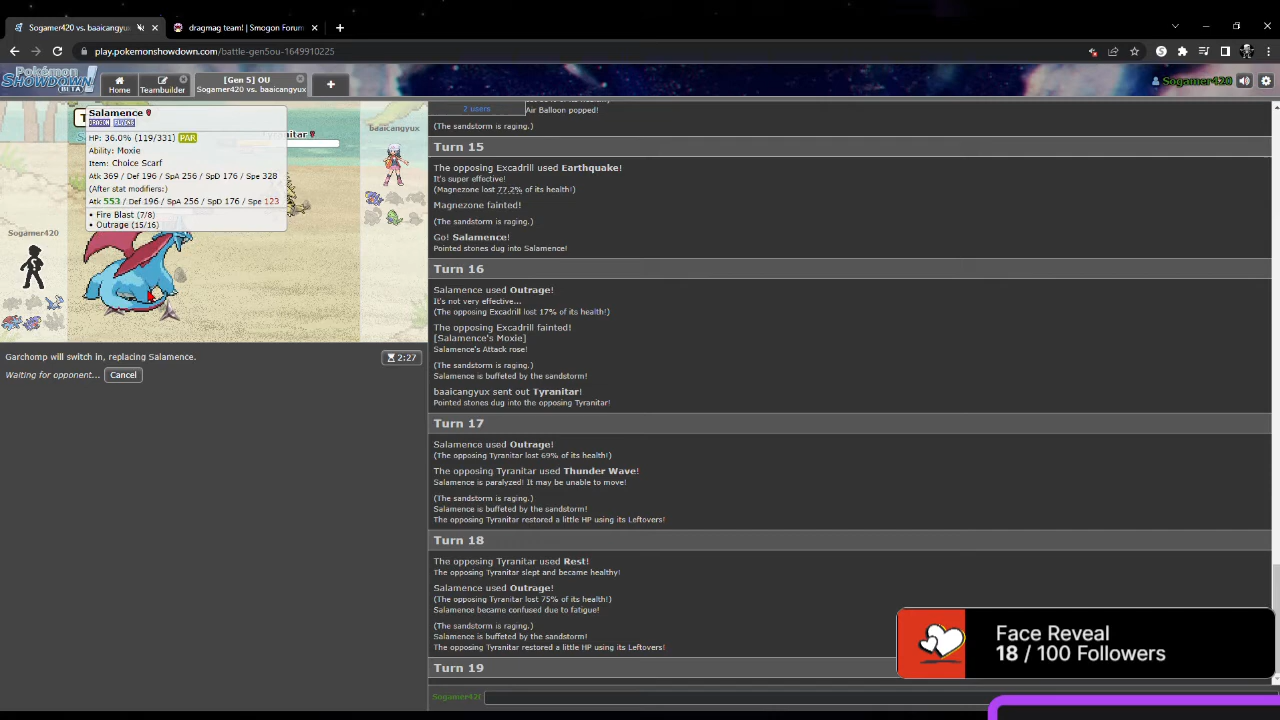 Sogamer420 vs. baaicangyux
dragmag team! | Smogon Forum
play.pokemonshowdown.com/battle-gen5ou-1649910225
Pokémon
SHOWDOWN!
BETA
Home
Teambuilder
[Gen 5] OU
Sogamer420 vs. baaicangyux
Sogamer420
Salamence
HP: 36.0% (119/331) PAR
Ability: Moxie
Item: Choice Scarf
Atk 369 / Def 196 / SpA 256 / SpD 176 / Spe 328
(After stat modifiers:)
Atk 553 / Def 196 / SpA 256 / SpD 176 / Spe 123
• Fire Blast (7/8)
• Outrage (15/16)
baaicangyux
Sogamer420
Garchomp will switch in, replacing Salamence.
2:27
Waiting for opponent... Cancel
2 users
Air Balloon popped!
(The sandstorm is raging.)
Turn 15
The opposing Excadrill used Earthquake!
It's super effective!
(Magnezone lost 77.2% of its health!)
Magnezone fainted!
(The sandstorm is raging.)
Go! Salamence!
Pointed stones dug into Salamence!
Turn 16
Salamence used Outrage!
It's not very effective...
(The opposing Excadrill lost 17% of its health!)
The opposing Excadrill fainted!
[Salamence's Moxie]
Salamence's Attack rose!
(The sandstorm is raging.)
Salamence is buffeted by the sandstorm!
baaicangyux sent out Tyranitar!
Pointed stones dug into the opposing Tyranitar!
Turn 17
Salamence used Outrage!
(The opposing Tyranitar lost 69% of its health!)
The opposing Tyranitar used Thunder Wave!
Salamence is paralyzed! It may be unable to move!
(The sandstorm is raging.)
Salamence is buffeted by the sandstorm!
The opposing Tyranitar restored a little HP using its Leftovers!
Turn 18
The opposing Tyranitar used Rest!
The opposing Tyranitar slept and became healthy!
Salamence used Outrage!
(The opposing Tyranitar lost 75% of its health!)
Salamence became confused due to fatigue!
(The sandstorm is raging.)
Salamence is buffeted by the sandstorm!
The opposing Tyranitar restored a little HP using its Leftovers!
Turn 19
Face Reveal
18 / 100 Followers